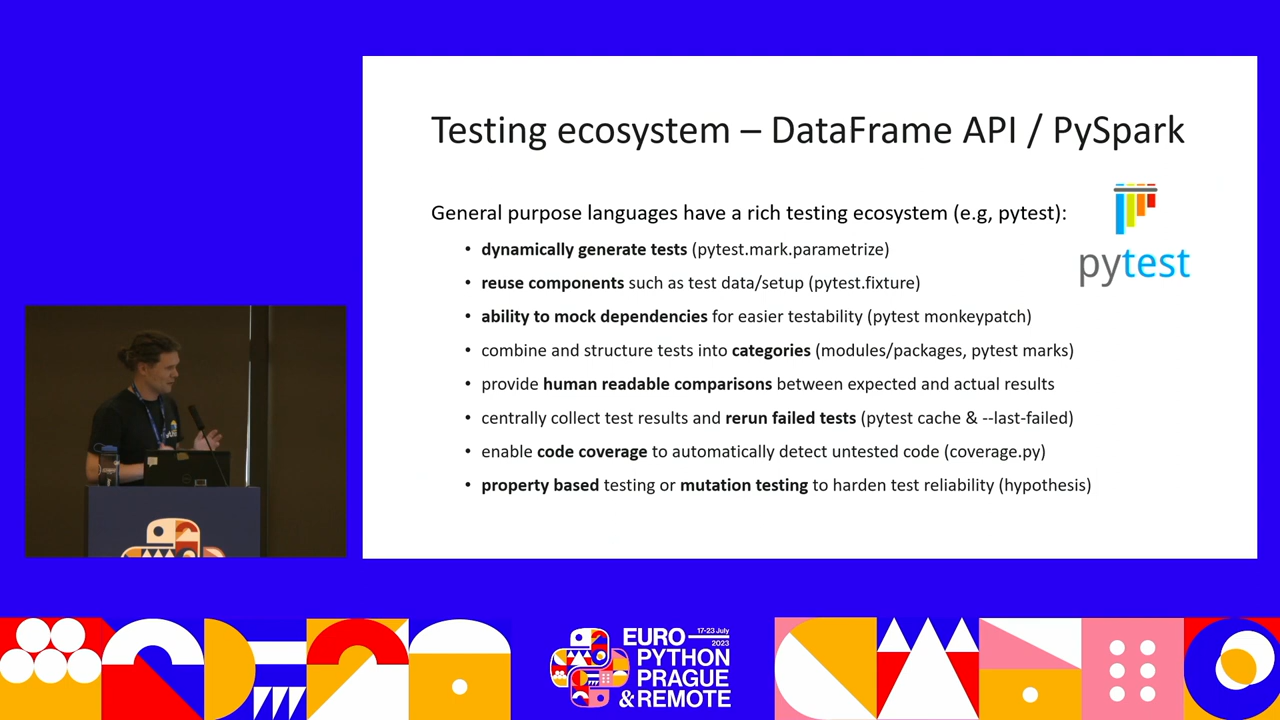 Testing ecosystem – DataFrame API / PySpark
General purpose languages have a rich testing ecosystem (e.g, pytest):
• dynamically generate tests (pytest.mark.parametrize)
• reuse components such as test data/setup (pytest.fixture)
• ability to mock dependencies for easier testability (pytest monkeypatch)
• combine and structure tests into categories (modules/packages, pytest marks)
• provide human readable comparisons between expected and actual results
• centrally collect test results and rerun failed tests (pytest cache & --last-failed)
• enable code coverage to automatically detect untested code (coverage.py)
• property based testing or mutation testing to harden test reliability (hypothesis)
pytest
EURO 17-23 July
2023
PYTHON
PRAGUE
& REMOTE